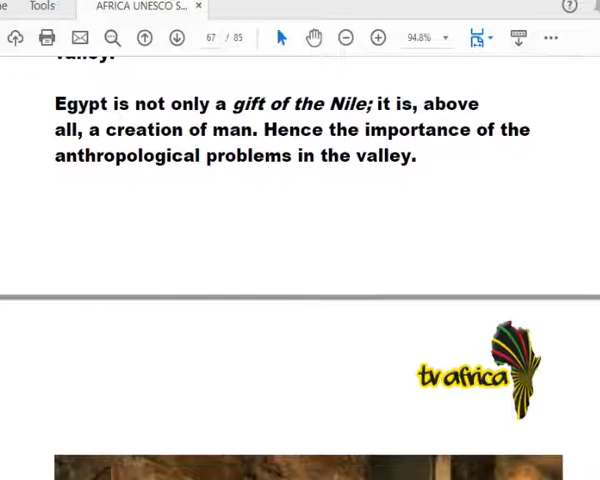 Tools
AFRICA UNESCO S... ×
67 / 85
94.8%
Egypt is not only a gift of the Nile; it is, above
all, a creation of man. Hence the importance of the
anthropological problems in the valley.
tv africa